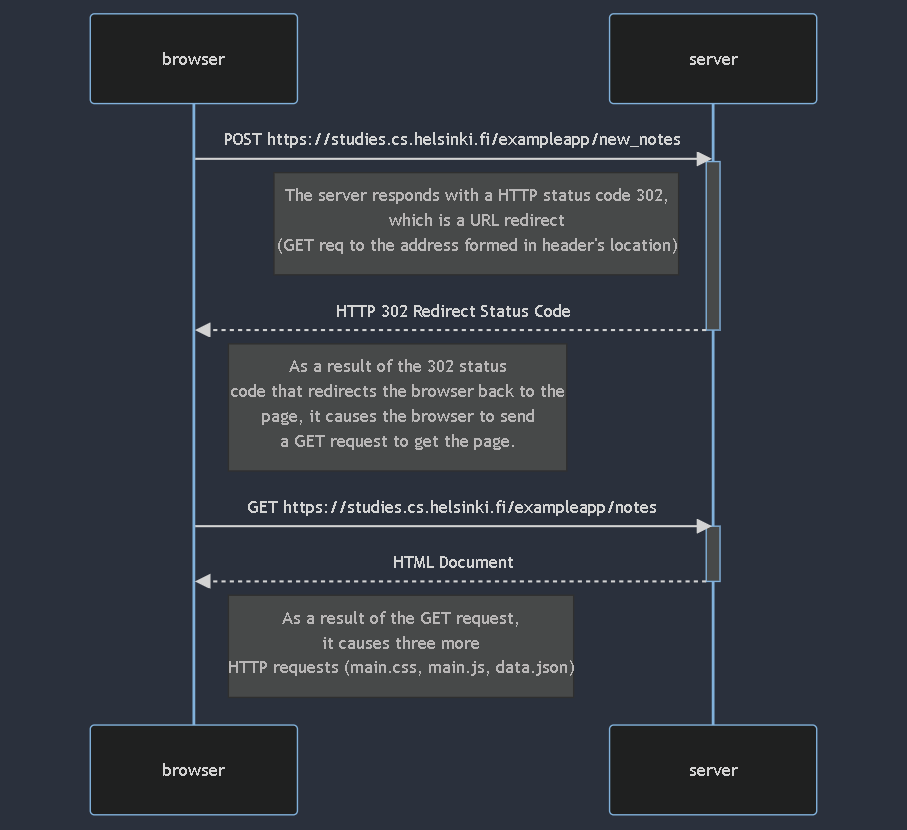 browser
server
POST https://studies.cs.helsinki.fi/exampleapp/new_notes
The server responds with a HTTP status code 302,
which is a URL redirect
(GET req to the address formed in header's location)
HTTP 302 Redirect Status Code
As a result of the 302 status
code that redirects the browser back to the
page, it causes the browser to send
a GET request to get the page.
GET https://studies.cs.helsinki.fi/exampleapp/notes
HTML Document
As a result of the GET request,
it causes three more
HTTP requests (main.css, main.js, data.json)
browser
server